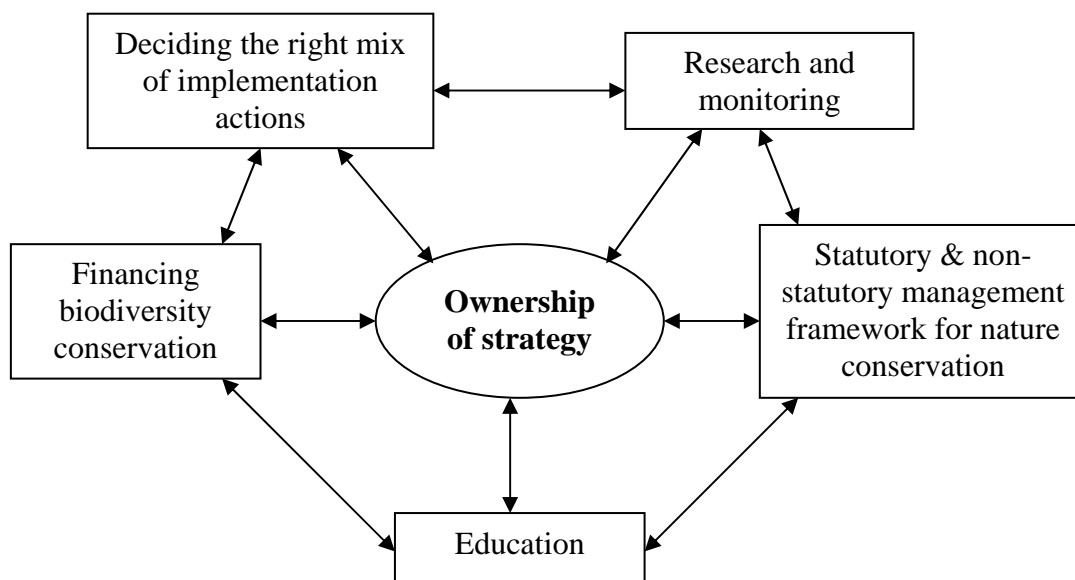 Deciding the right mix
of implementation
actions
Research and
monitoring
Financing
biodiversity
conservation
Ownership
of strategy
Statutory & non-
statutory management
framework for nature
conservation
Education